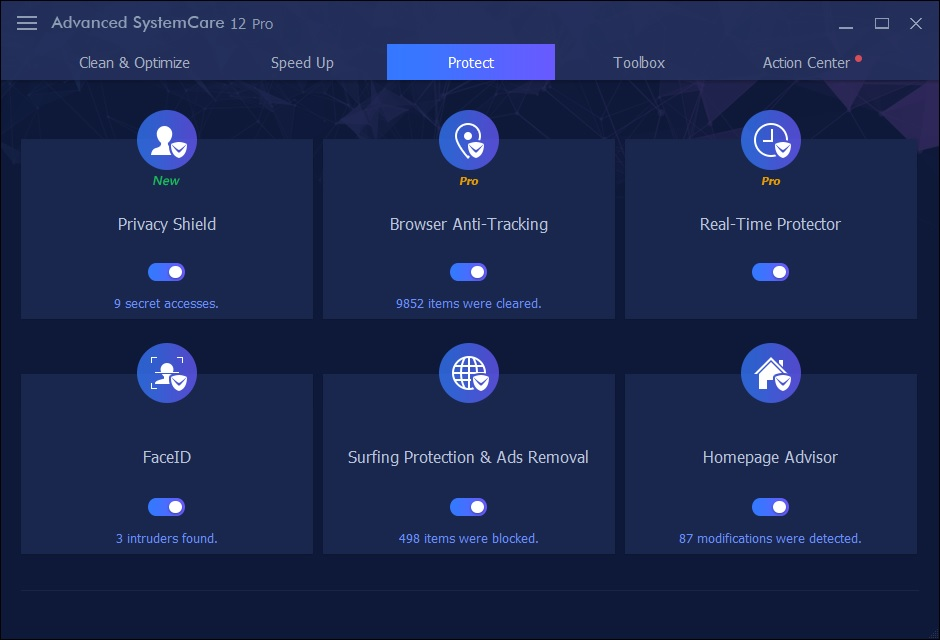 Advanced SystemCare 12 Pro
Clean & Optimize
Speed Up
Protect
Toolbox
Action Center
New
Privacy Shield
9 secret accesses.
Pro
Browser Anti-Tracking
9852 items were cleared.
Pro
Real-Time Protector
FaceID
3 intruders found.
Surfing Protection & Ads Removal
498 items were blocked.
Homepage Advisor
87 modifications were detected.